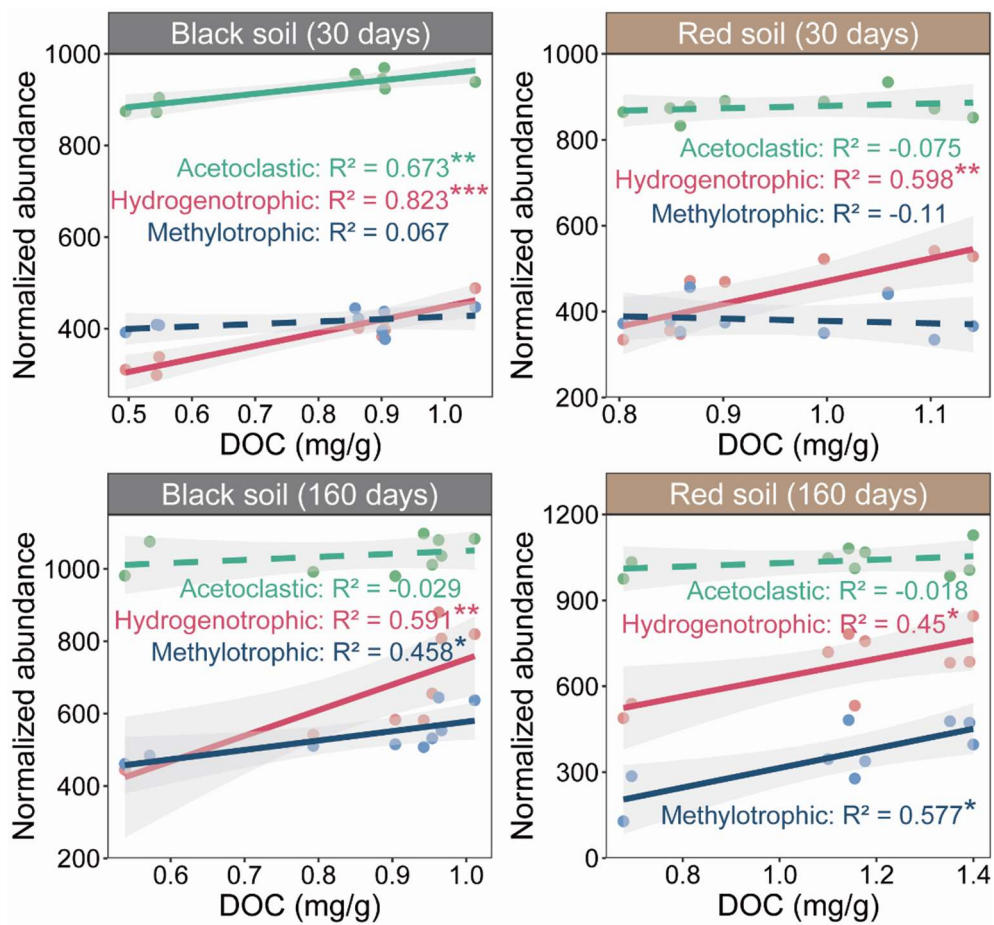 Black soil (30 days)
Normalized abundance
1000
800
600
400
Acetoclastic: R² = 0.673**
Hydrogenotrophic: R² = 0.823***
Methylotrophic: R² = 0.067
0.5 0.6 0.7 0.8 0.9 1.0
DOC (mg/g)
Red soil (30 days)
Normalized abundance
1000
800
600
400
200
Acetoclastic: R² = -0.075
Hydrogenotrophic: R² = 0.598**
Methylotrophic: R² = -0.11
0.8 0.9 1.0 1.1
DOC (mg/g)
Black soil (160 days)
Normalized abundance
1000
800
600
400
200
Acetoclastic: R² = -0.029
Hydrogenotrophic: R² = 0.591**
Methylotrophic: R² = 0.458*
0.6 0.7 0.8 0.9 1.0
DOC (mg/g)
Red soil (160 days)
Normalized abundance
1200
900
600
300
0
Acetoclastic: R² = -0.018
Hydrogenotrophic: R² = 0.45*
Methylotrophic: R² = 0.577*
0.8 1.0 1.2 1.4
DOC (mg/g)